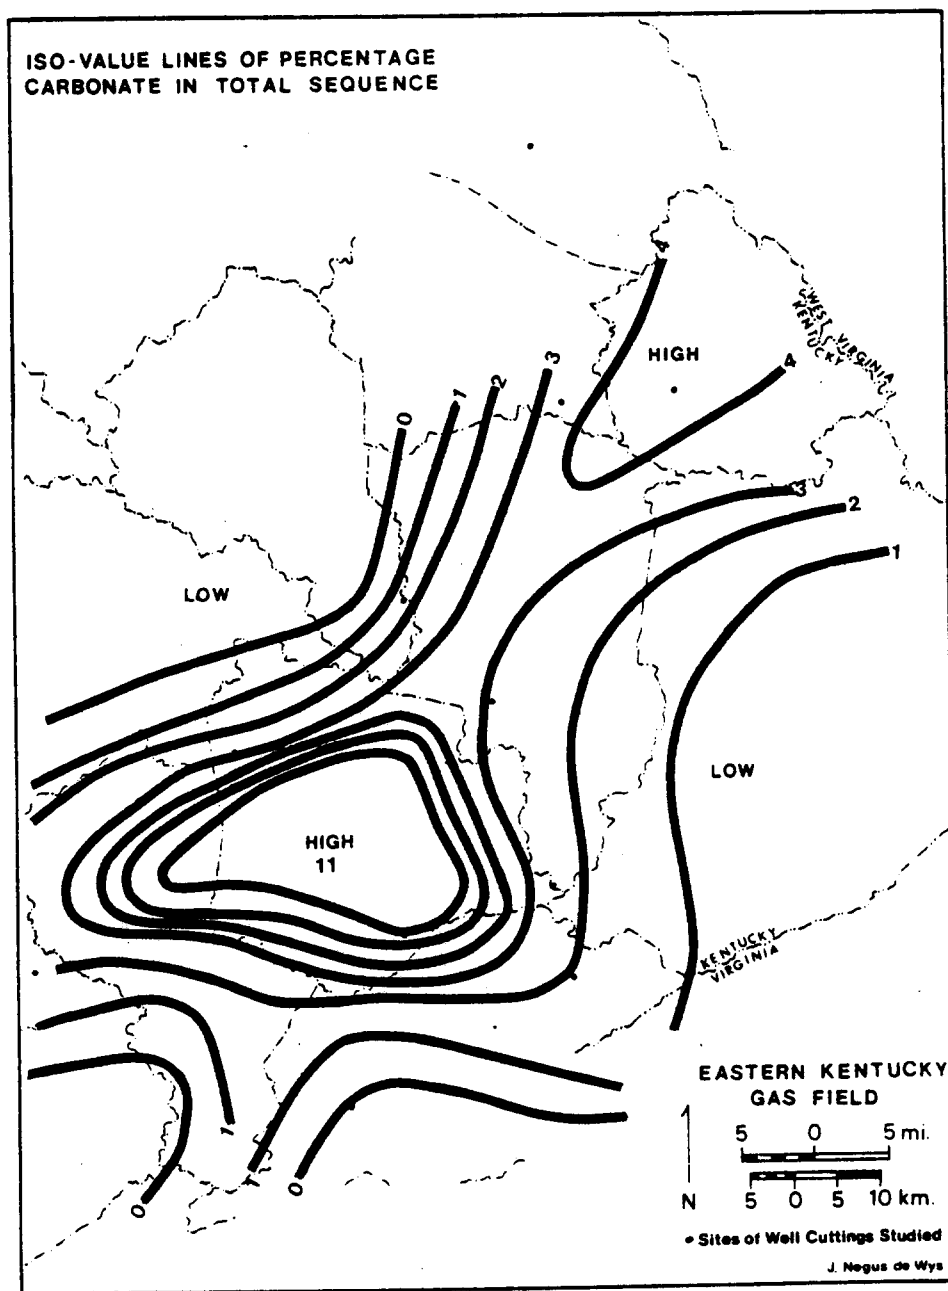 ISO-VALUE LINES OF PERCENTAGE
CARBONATE IN TOTAL SEQUENCE
4
WEST VIRGINIA
KENTUCKY
HIGH
3
4
2
1
0
3
2
1
LOW
LOW
HIGH
11
KENTUCKY
VIRGINIA
1
1
0
0
EASTERN KENTUCKY
GAS FIELD
5 0 5 mi.
N
5 0 5 10 km.
• Sites of Well Cuttings Studied
J. Negus de Wys